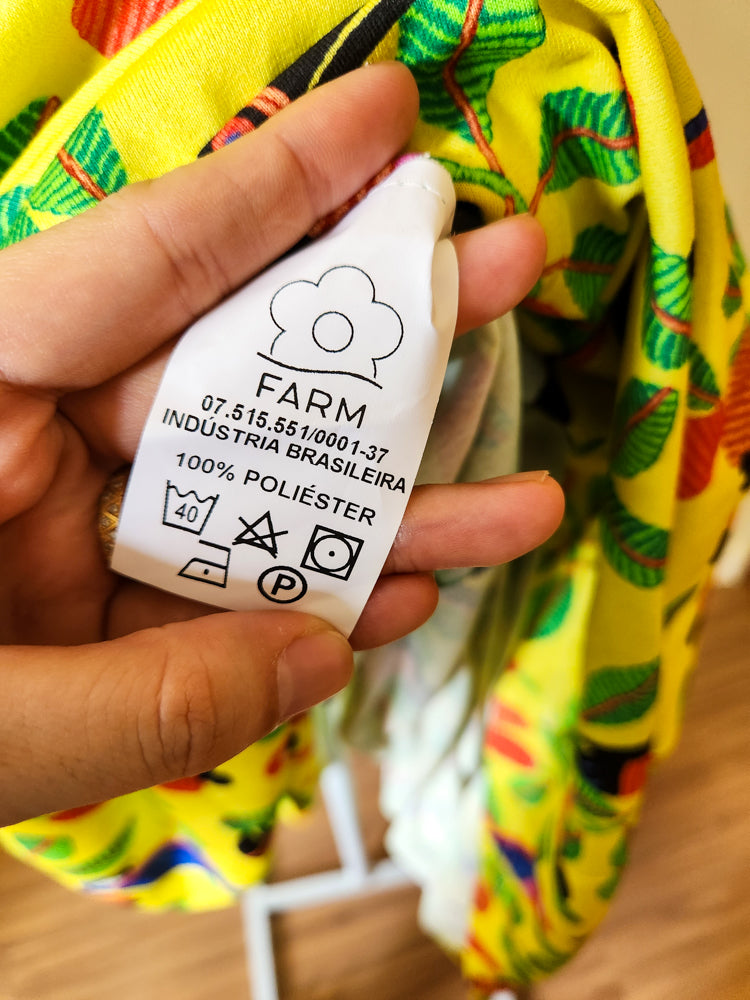 FARM
07.515.551/0001-37
INDÚSTRIA BRASILEIRA
100% POLIÉSTER
40
P